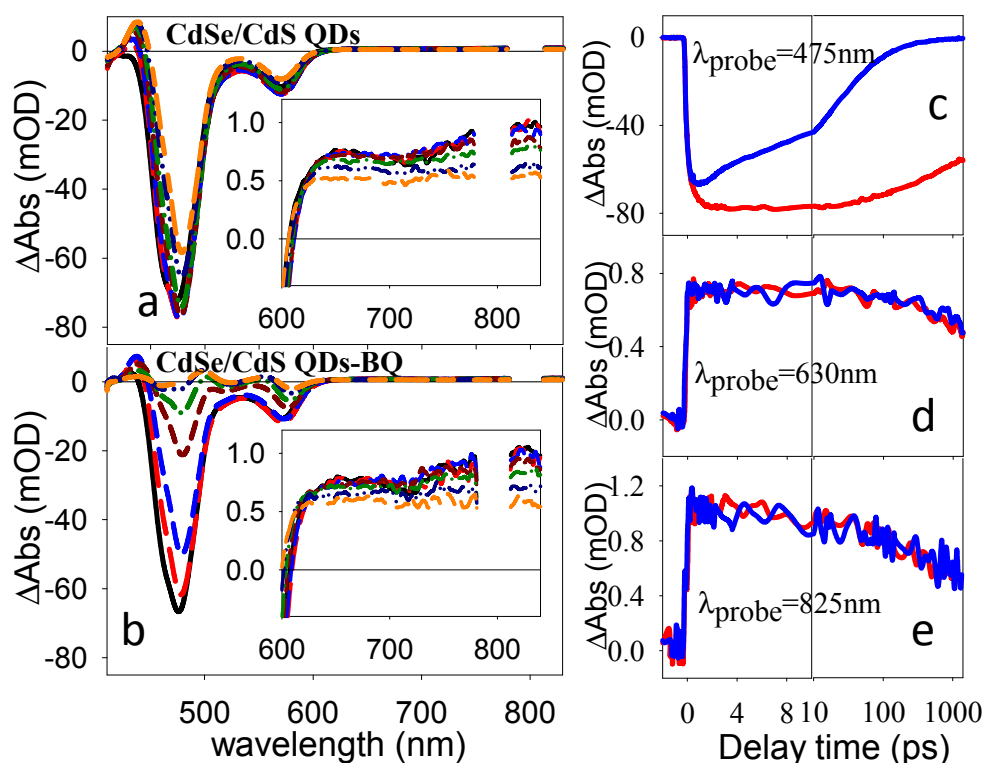 CdSe/CdS QDs
0
-20
-40
-60
-80
ΔAbs (mOD)
1.0
0.5
0.0
600
700
800
a
CdSe/CdS QDs-BQ
0
-20
-40
-60
-80
ΔAbs (mOD)
1.0
0.5
0.0
600
700
800
b
500
600
700
800
wavelength (nm)
0
-40
-80
ΔAbs (mOD)
λprobe=475nm
c
0.8
0.4
0.0
ΔAbs (mOD)
λprobe=630nm
d
1.2
0.8
0.4
0.0
ΔAbs (mOD)
λprobe=825nm
e
0
4
8
10
100
1000
Delay time (ps)